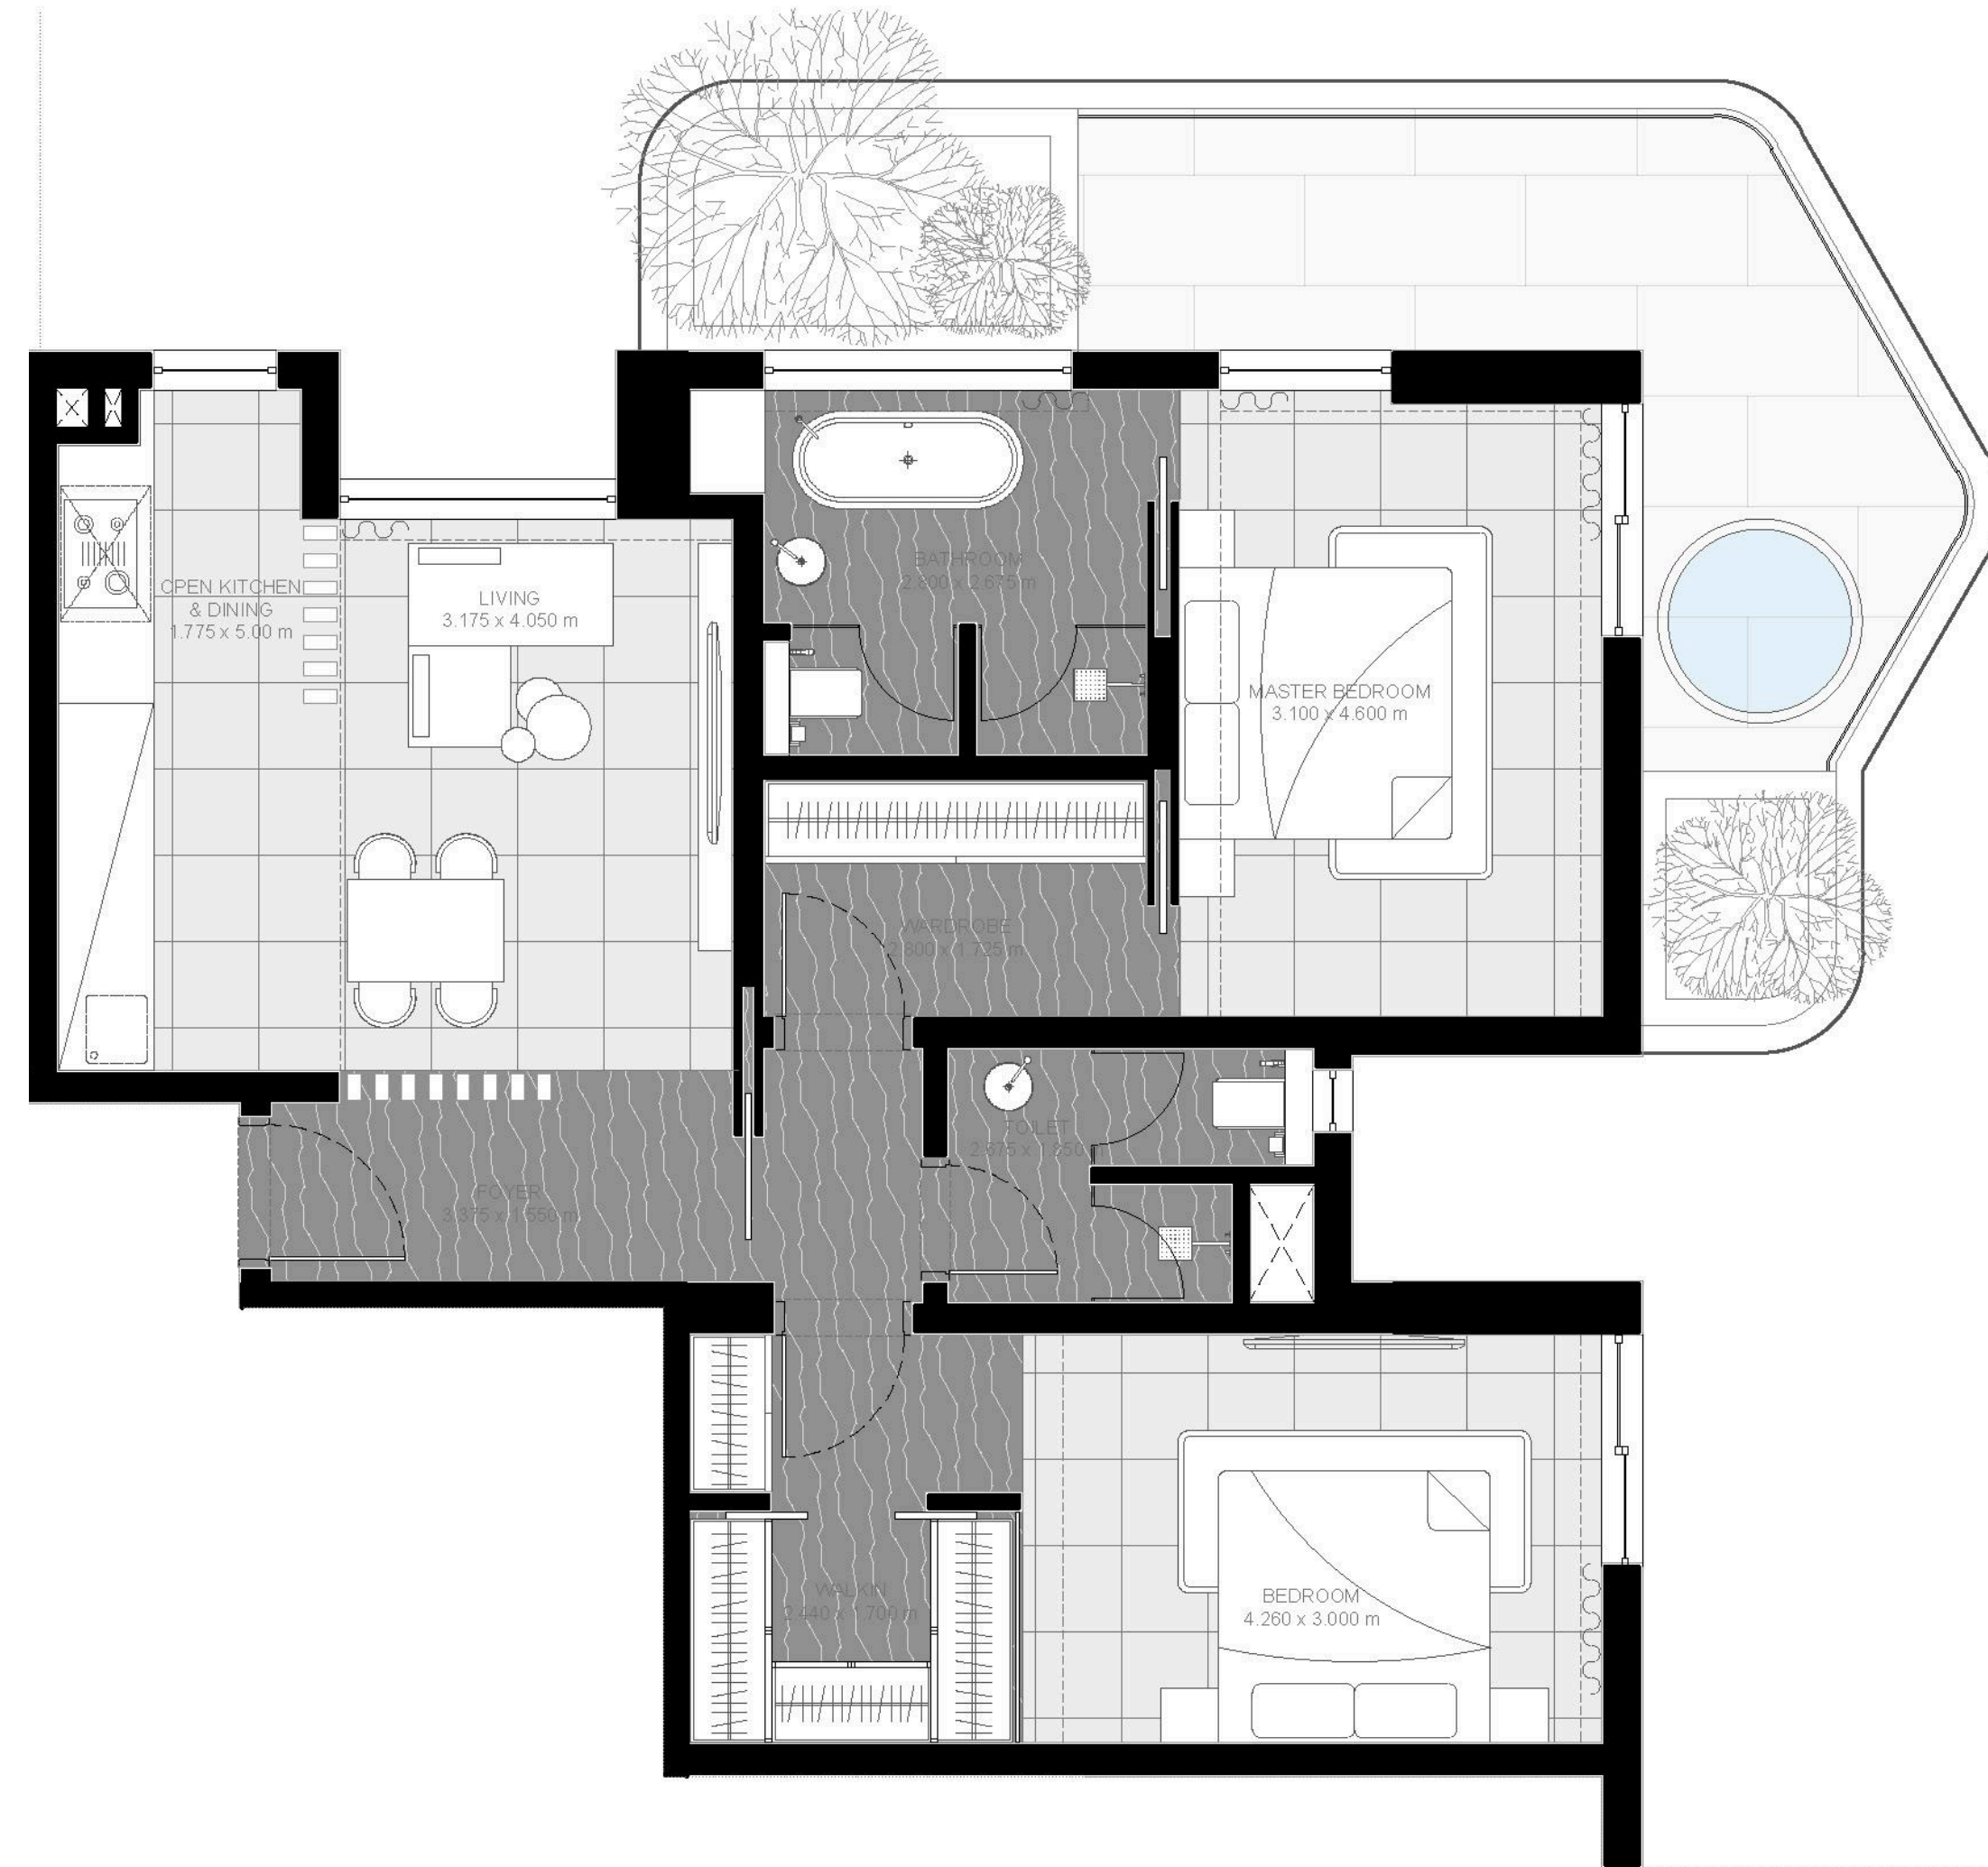 OPEN KITCHEN
& DINING
1.775 x 5.00 m
LIVING
3.175 x 4.050 m
BATHROOM
2.800 x 2.675 m
MASTER BEDROOM
3.100 x 4.600 m
WARDROBE
2.800 x 1.725 m
TOILET
2.675 x 1.850 m
FOYER
3.375 x 1.550 m
WALKIN
2.440 x 1.700 m
BEDROOM
4.260 x 3.000 m